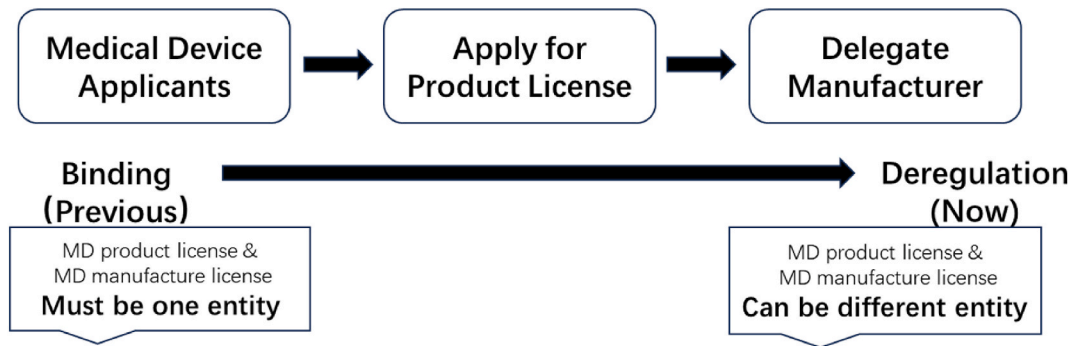 Medical Device
Applicants
Apply for
Product License
Delegate
Manufacturer
Binding
(Previous)
Deregulation
(Now)
MD product license &
MD manufacture license
Must be one entity
MD product license &
MD manufacture license
Can be different entity